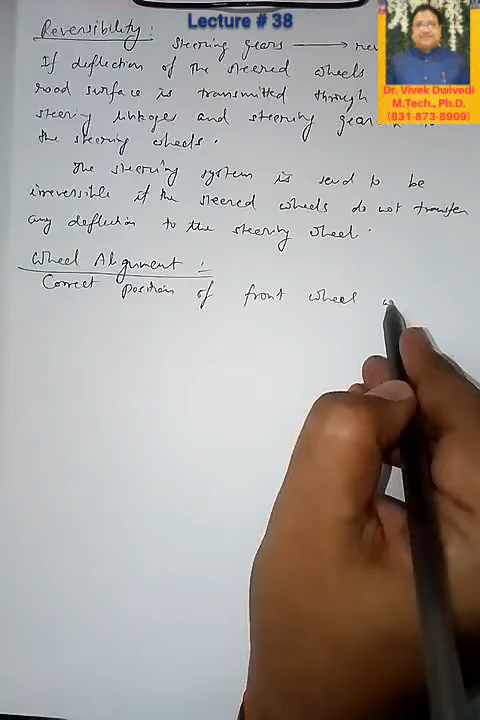 Lecture # 38
Dr. Vivek Dwivedi
M.Tech., Ph.D.
(831-873-8909)
Reversibility : Steering gears → rev
If deflection of the steered wheels
road surface is transmitted through
steering linkages and steering gear
the steering wheels.
The steering system is said to be
irreversible if the steered wheels do not transfer
any deflection to the steering wheel.
Wheel Alignment :-
Correct position of front wheel